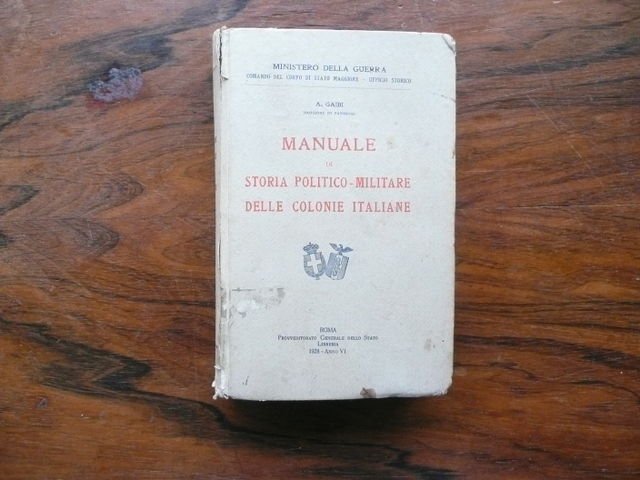 MINISTERO DELLA GUERRA
COMANDO DEL CORPO DI STATO MAGGIORE - UFFICIO STORICO
A. GAIBI
MANUALE
DI
STORIA POLITICO-MILITARE
DELLE COLONIE ITALIANE
ROMA
PROVVEDITORATO GENERALE DELLO STATO
LIBRERIA
1928 - ANNO VI